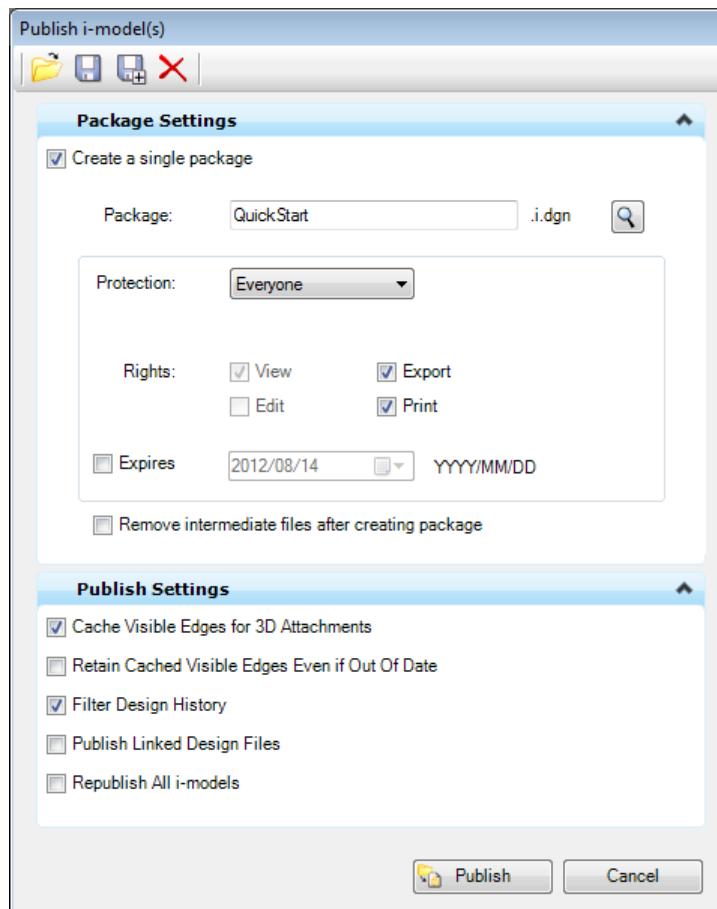 Publish i-model(s)
Package Settings
Create a single package
Package: QuickStart .i.dgn
Protection: Everyone
Rights: View Export
Edit Print
Expires 2012/08/14 YYYY/MM/DD
Remove intermediate files after creating package
Publish Settings
Cache Visible Edges for 3D Attachments
Retain Cached Visible Edges Even if Out Of Date
Filter Design History
Publish Linked Design Files
Republish All i-models
Publish Cancel